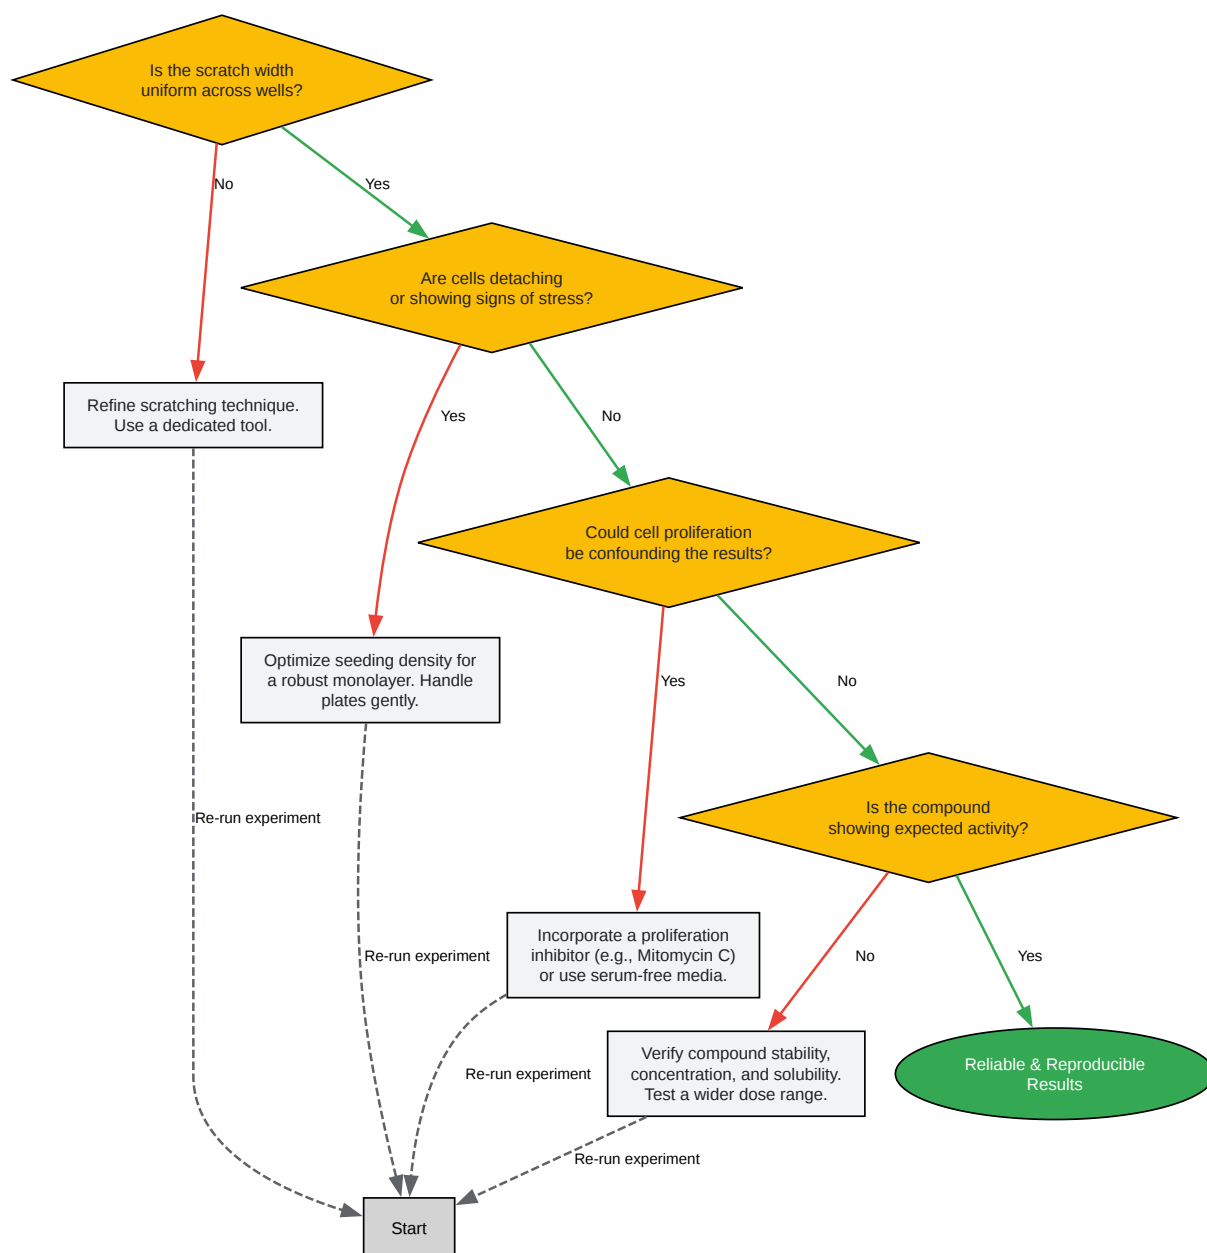 Is the scratch width
uniform across wells?
No
Yes
Are cells detaching
or showing signs of stress?
Refine scratching technique.
Use a dedicated tool.
Yes
No
Could cell proliferation
be confounding the results?
Optimize seeding density for
a robust monolayer. Handle
plates gently.
Yes
No
Is the compound
showing expected activity?
Re-run experiment
Incorporate a proliferation
inhibitor (e.g., Mitomycin C)
or use serum-free media.
Re-run experiment
No
Yes
Verify compound stability,
concentration, and solubility.
Test a wider dose range.
Re-run experiment
Reliable & Reproducible
Results
Re-run experiment
Start